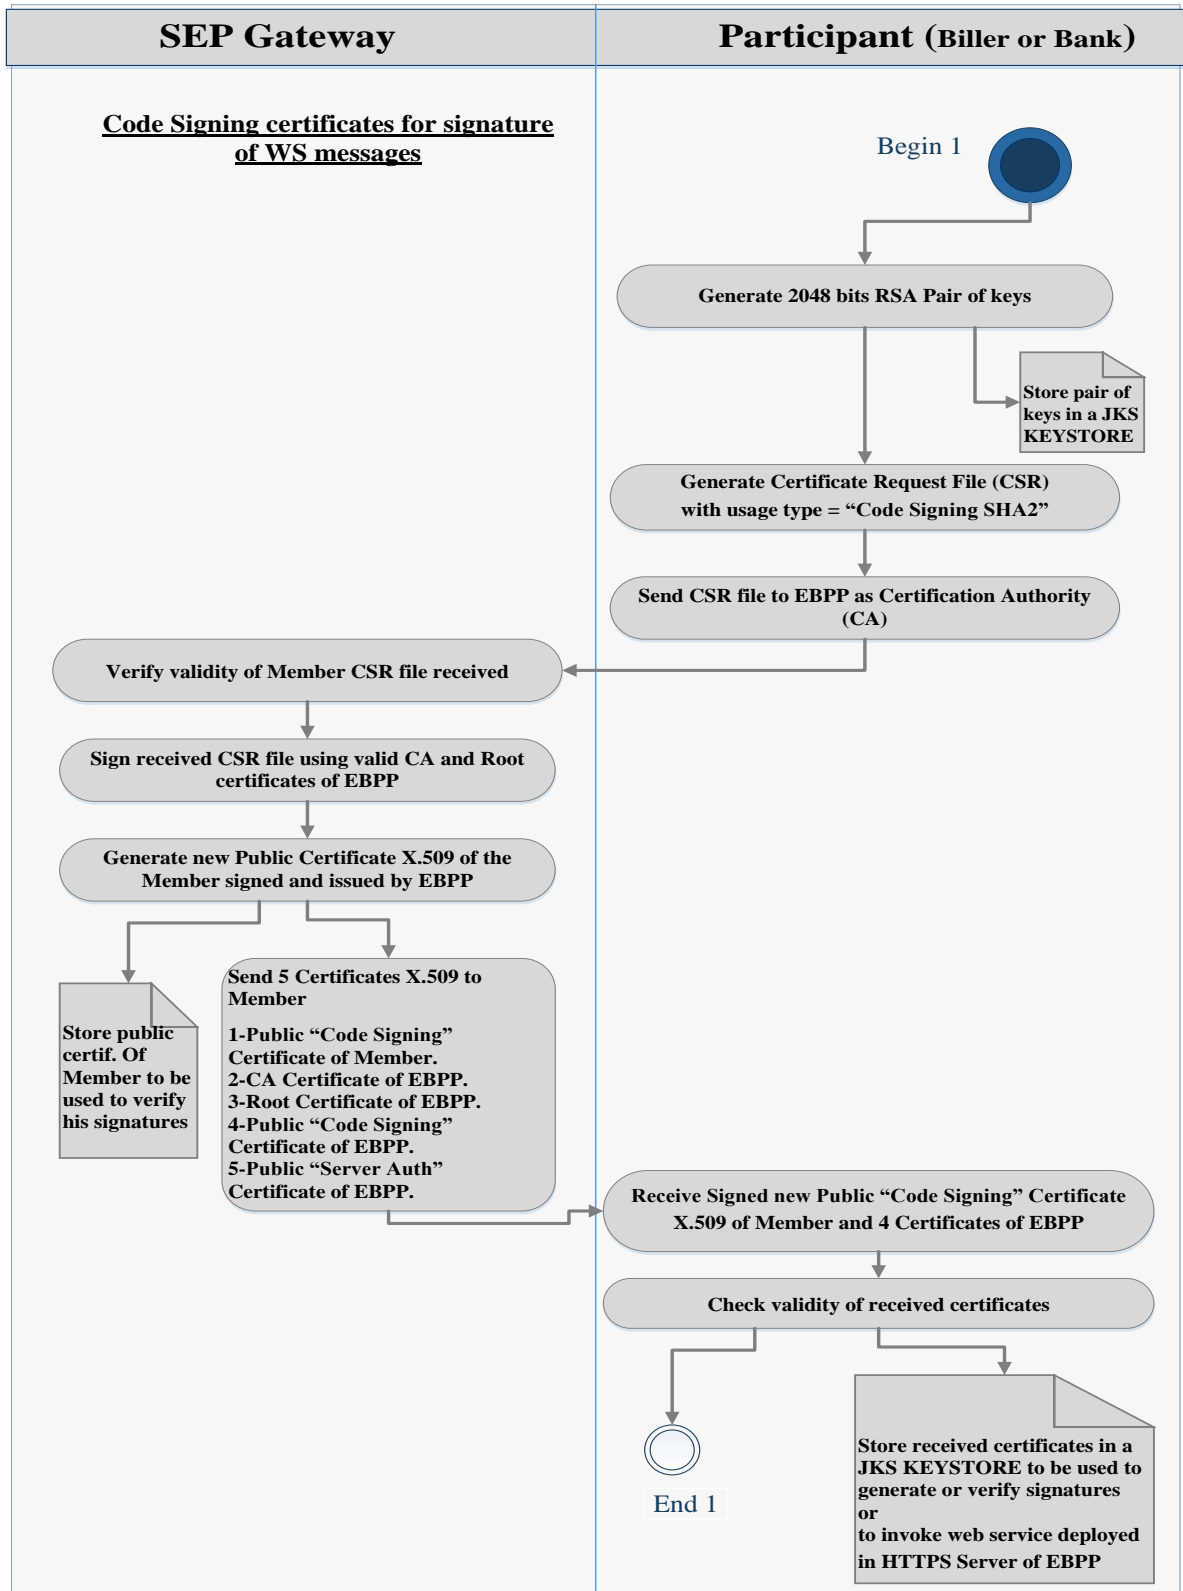 SEP Gateway
Participant (Biller or Bank)
Code Signing certificates for signature
of WS messages
Begin 1
Generate 2048 bits RSA Pair of keys
Store pair of
keys in a JKS
KEYSTORE
Generate Certificate Request File (CSR)
with usage type = “Code Signing SHA2”
Send CSR file to EBPP as Certification Authority
(CA)
Verify validity of Member CSR file received
Sign received CSR file using valid CA and Root
certificates of EBPP
Generate new Public Certificate X.509 of the
Member signed and issued by EBPP
Store public
certif. Of
Member to be
used to verify
his signatures
Send 5 Certificates X.509 to
Member
1-Public “Code Signing”
Certificate of Member.
2-CA Certificate of EBPP.
3-Root Certificate of EBPP.
4-Public “Code Signing”
Certificate of EBPP.
5-Public “Server Auth”
Certificate of EBPP.
Receive Signed new Public “Code Signing” Certificate
X.509 of Member and 4 Certificates of EBPP
Check validity of received certificates
End 1
Store received certificates in a
JKS KEYSTORE to be used to
generate or verify signatures
or
to invoke web service deployed
in HTTPS Server of EBPP